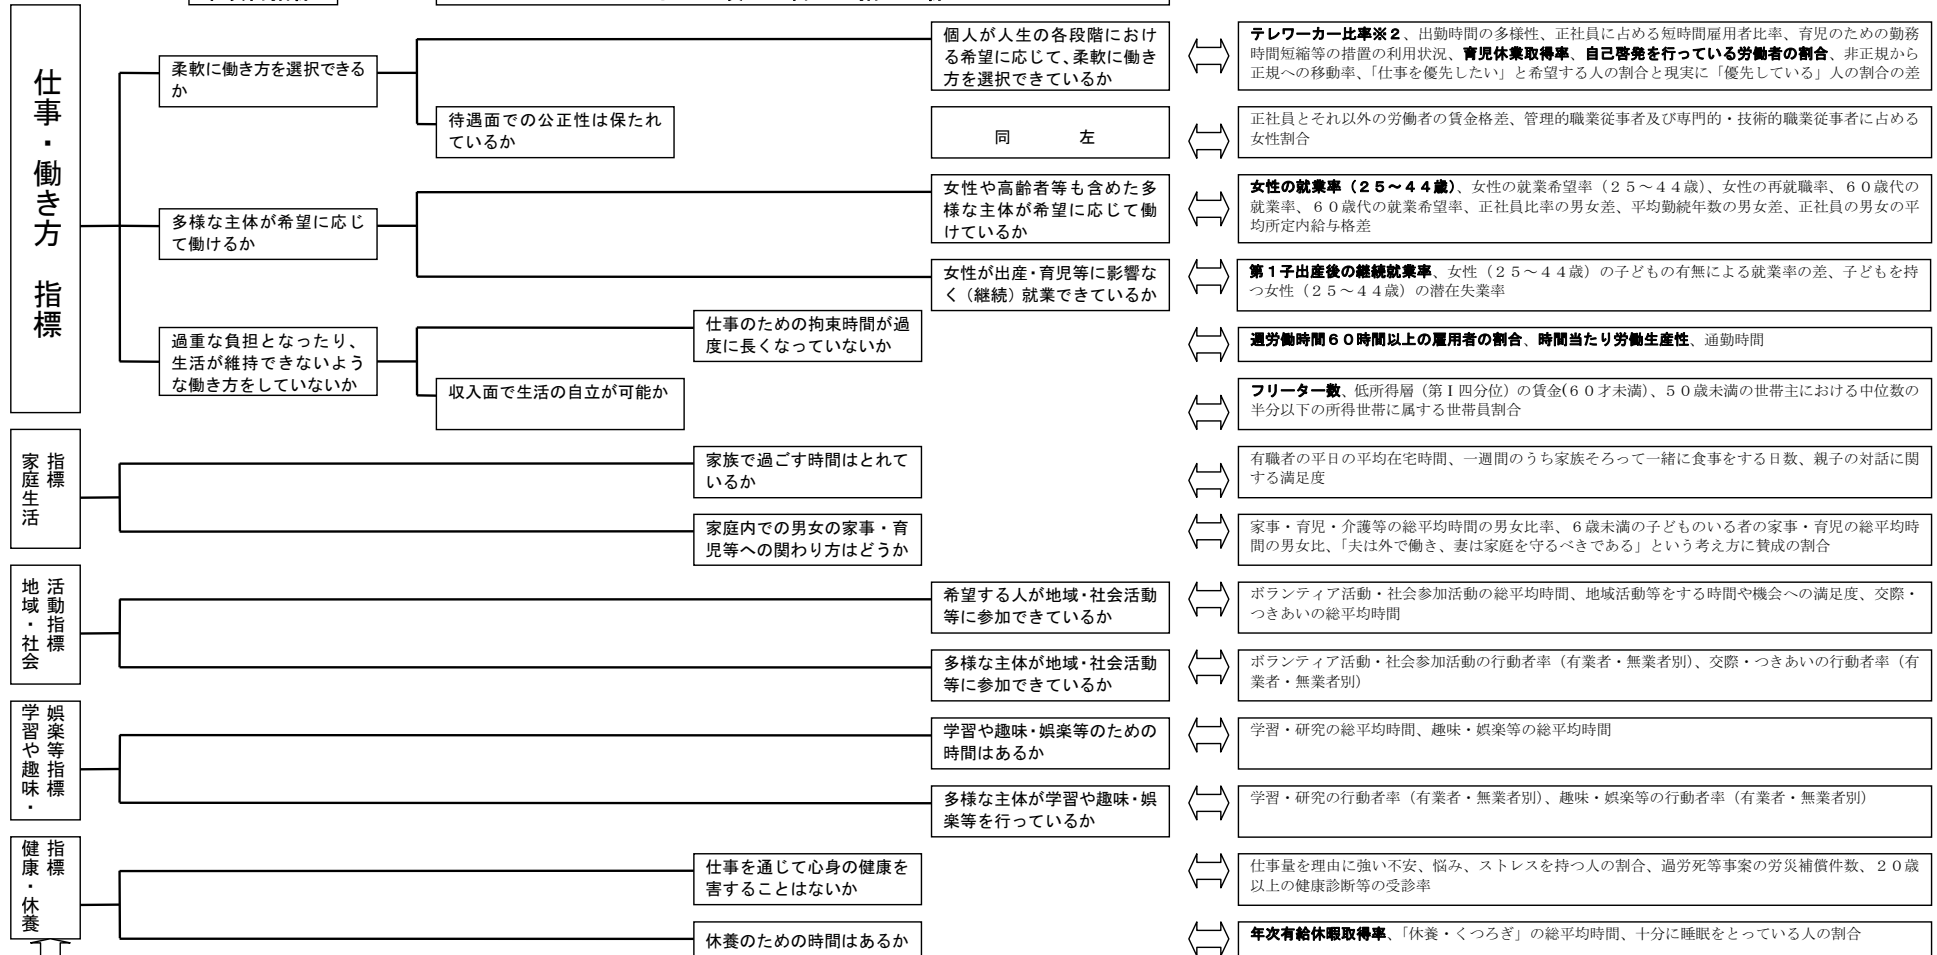 仕事・働き方 指標
柔軟に働き方を選択できる
か
個人が人生の各段階におけ
る希望に応じて、柔軟に働き
方を選択できているか
テレワーカー比率※２、出勤時間の多様性、正社員に占める短時間雇用者比率、育児のための勤務
時間短縮等の措置の利用状況、育児休業取得率、自己啓発を行っている労働者の割合、非正規から
正規への移動率、「仕事を優先したい」と希望する人の割合と現実に「優先している」人の割合の差
待遇面での公正性は保たれ
ているか
同 左
正社員とそれ以外の労働者の賃金格差、管理的職業従事者及び専門的・技術的職業従事者に占める
女性割合
多様な主体が希望に応じ
て働けるか
女性や高齢者等も含めた多
様な主体が希望に応じて働
けているか
女性の就業率（２５～４４歳）、女性の就業希望率（２５～４４歳）、女性の再就職率、６０歳代の
就業率、６０歳代の就業希望率、正社員比率の男女差、平均勤続年数の男女差、正社員の男女の平
均所定内給与格差
女性が出産・育児等に影響な
く（継続）就業できているか
第１子出産後の継続就業率、女性（２５～４４歳）の子どもの有無による就業率の差、子どもを持
つ女性（２５～４４歳）の潜在失業率
過重な負担となったり、
生活が維持できないよう
な働き方をしていないか
仕事のための拘束時間が過
度に長くなっていないか
週労働時間６０時間以上の雇用者の割合、時間当たり労働生産性、通勤時間
収入面で生活の自立が可能か
フリーター数、低所得層（第Ⅰ四分位）の賃金(６０才未満)、５０歳未満の世帯主における中位数の
半分以下の所得世帯に属する世帯員割合
家庭生活
指標
家族で過ごす時間はとれて
いるか
有職者の平日の平均在宅時間、一週間のうち家族そろって一緒に食事をする日数、親子の対話に関
する満足度
家庭内での男女の家事・育
児等への関わり方はどうか
家事・育児・介護等の総平均時間の男女比率、６歳未満の子どものいる者の家事・育児の総平均時
間の男女比、「夫は外で働き、妻は家庭を守るべきである」という考え方に賛成の割合
地域・社会
活動指標
希望する人が地域・社会活動
等に参加できているか
ボランティア活動・社会参加活動の総平均時間、地域活動等をする時間や機会への満足度、交際・
つきあいの総平均時間
多様な主体が地域・社会活動
等に参加できているか
ボランティア活動・社会参加活動の行動者率（有業者・無業者別）、交際・つきあいの行動者率（有
業者・無業者別）
学習や趣味・
娯楽等指標
学習や趣味・娯楽等のための
時間はあるか
学習・研究の総平均時間、趣味・娯楽等の総平均時間
多様な主体が学習や趣味・娯
楽等を行っているか
学習・研究の行動者率（有業者・無業者別）、趣味・娯楽等の行動者率（有業者・無業者別）
健康・休養
指標
仕事を通じて心身の健康を
害することはないか
仕事量を理由に強い不安、悩み、ストレスを持つ人の割合、過労死等事案の労災補償件数、２０歳
以上の健康診断等の受診率
休養のための時間はあるか
年次有給休暇取得率、「休養・くつろぎ」の総平均時間、十分に睡眠をとっている人の割合